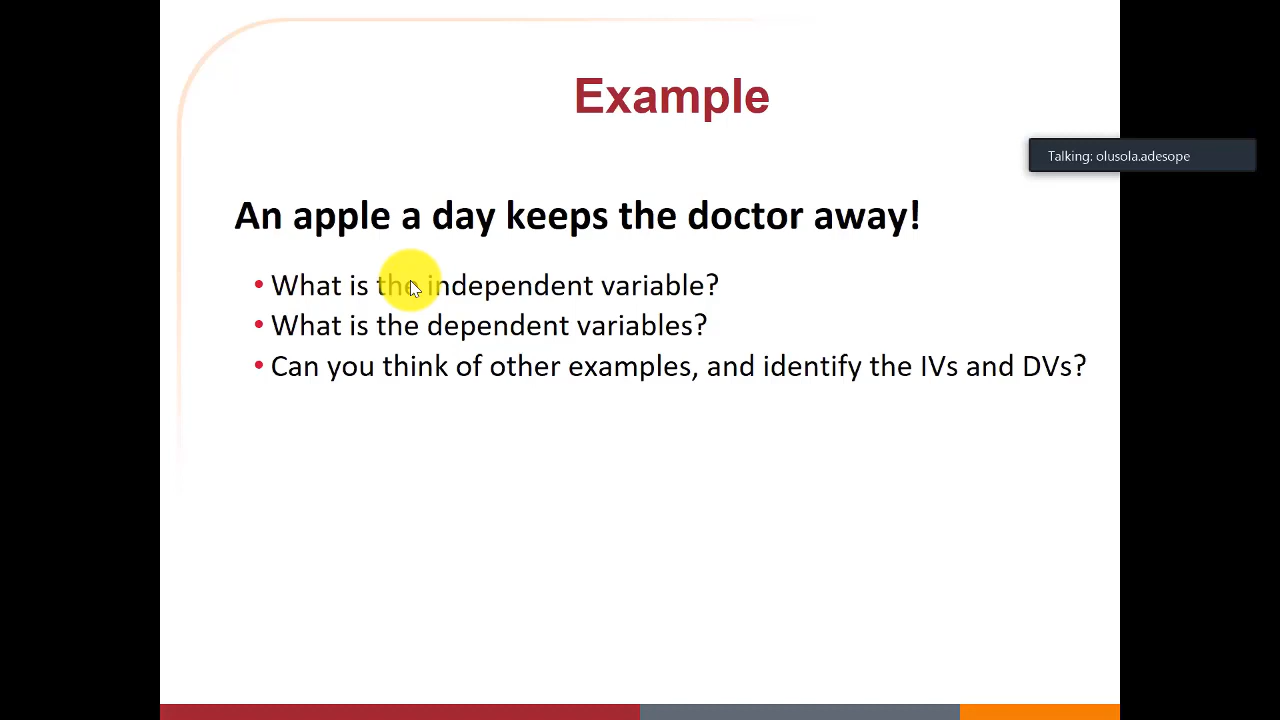 Example
Talking: olusola.adesope
An apple a day keeps the doctor away!
• What is the independent variable?
• What is the dependent variables?
• Can you think of other examples, and identify the IVs and DVs?